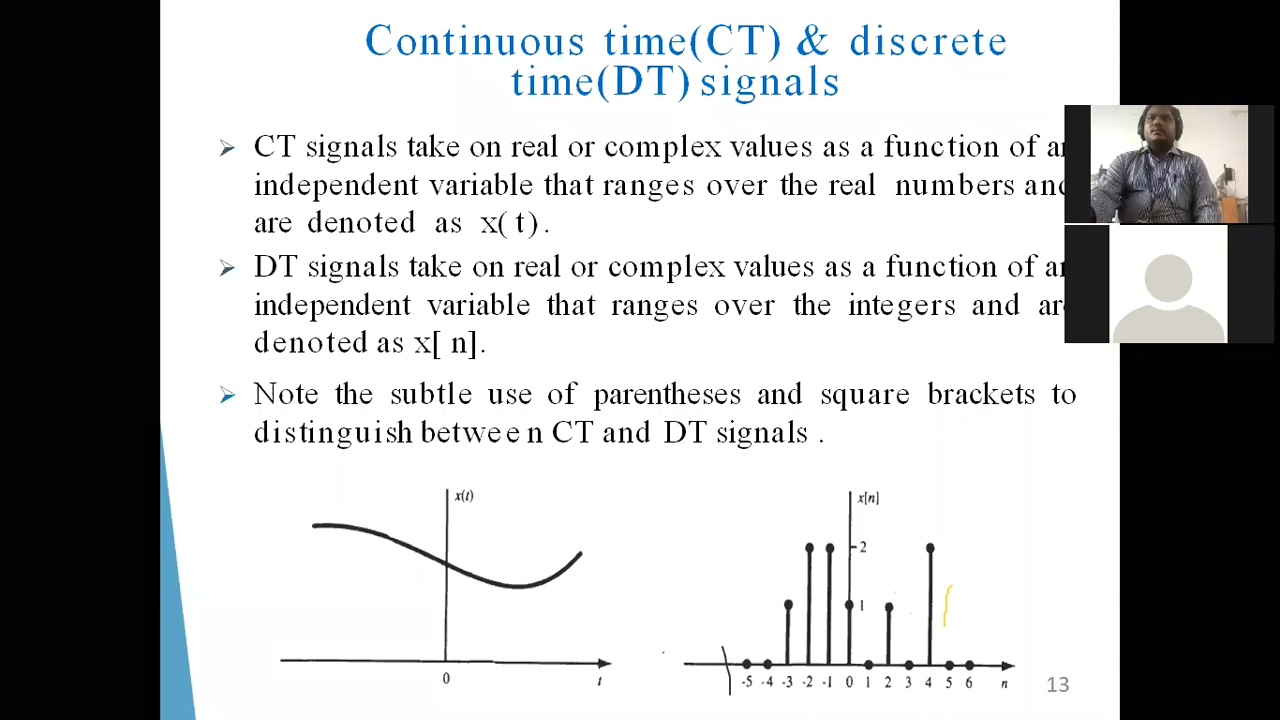 Continuous time(CT) & discrete
time(DT) signals
CT signals take on real or complex values as a function of
independent variable that ranges over the real numbers and
are denoted as x( t).
DT signals take on real or complex values as a function of
independent variable that ranges over the integers and
denoted as x[ n].
Note the subtle use of parentheses and square brackets to
distinguish between CT and DT signals .
x(t)
0
t
x[n]
2
1
-5 -4 -3 -2 -1 0 1 2 3 4 5 6 n
13